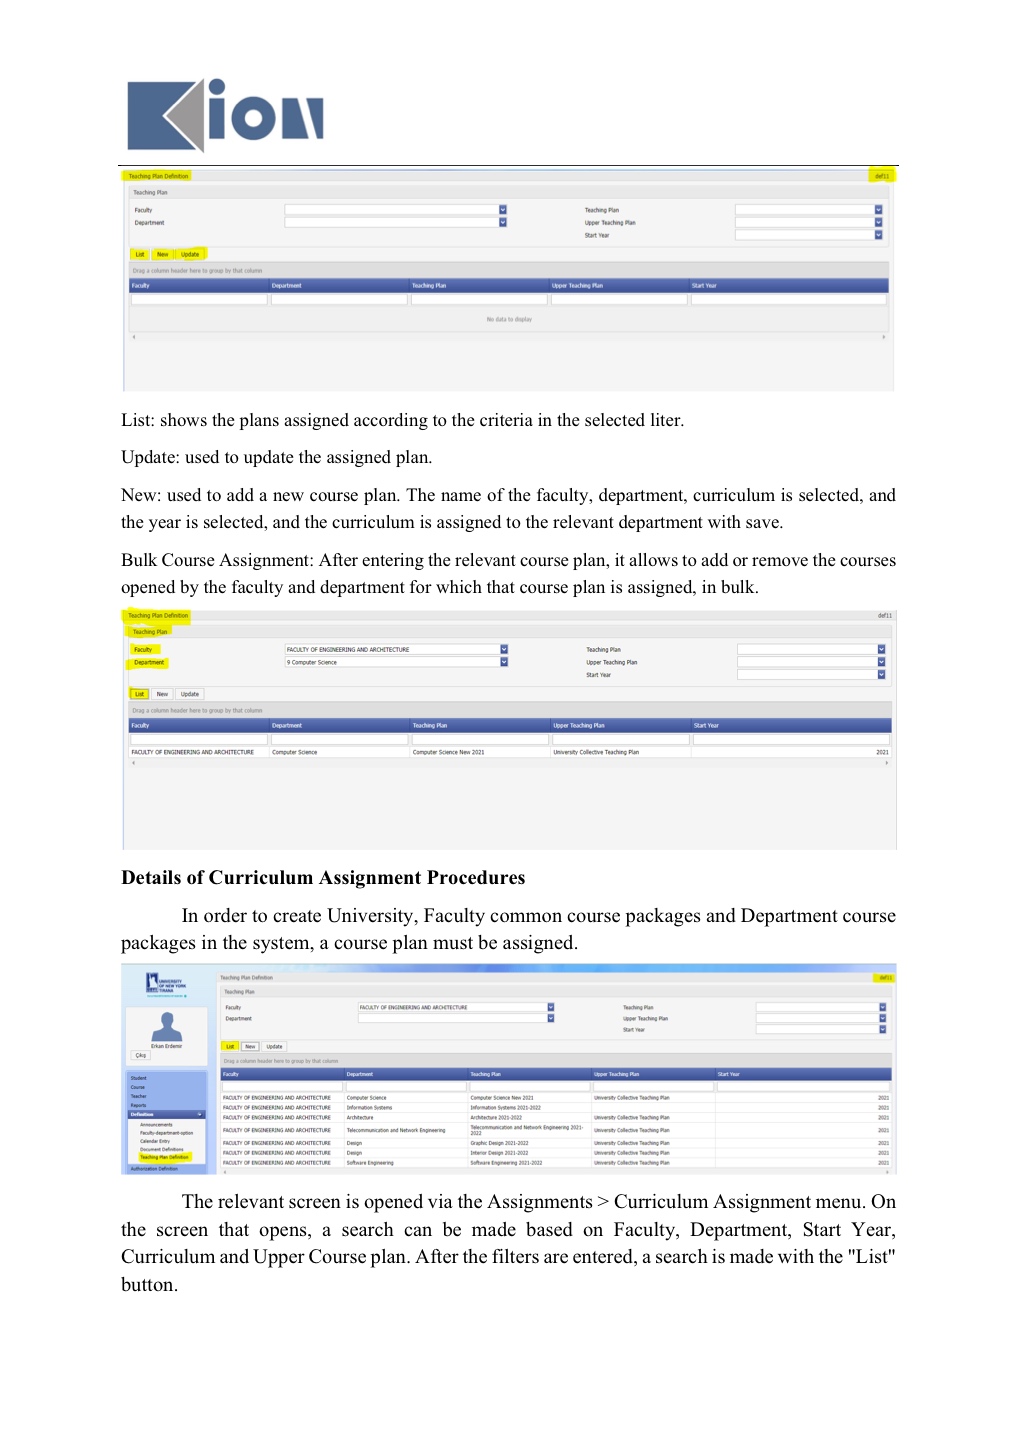 Kion
Teaching Plan Definition def11
Teaching Plan
Faculty Teaching Plan
Department Upper Teaching Plan
Start Year
List New Update
Drag a column header here to group by that column
Faculty Department Teaching Plan Upper Teaching Plan Start Year
No data to display
List: shows the plans assigned according to the criteria in the selected liter.
Update: used to update the assigned plan.
New: used to add a new course plan. The name of the faculty, department, curriculum is selected, and
the year is selected, and the curriculum is assigned to the relevant department with save.
Bulk Course Assignment: After entering the relevant course plan, it allows to add or remove the courses
opened by the faculty and department for which that course plan is assigned, in bulk.
Teaching Plan Definition def11
Teaching Plan
Faculty FACULTY OF ENGINEERING AND ARCHITECTURE Teaching Plan
Department 9 Computer Science Upper Teaching Plan
Start Year
List New Update
Drag a column header here to group by that column
Faculty Department Teaching Plan Upper Teaching Plan Start Year
FACULTY OF ENGINEERING AND ARCHITECTURE Computer Science Computer Science New 2021 University Collective Teaching Plan 2021
Details of Curriculum Assignment Procedures
In order to create University, Faculty common course packages and Department course
packages in the system, a course plan must be assigned.
UNIVERSITY
OF NEW YORK
TIRANA
Erkan Erdemir
Çıkış
Student
Course
Teacher
Reports
Definition
Announcements
Faculty-department-option
Calendar Entry
Document Definitions
Teaching Plan Definition
Authorization Definition
Teaching Plan Definition def11
Teaching Plan
Faculty FACULTY OF ENGINEERING AND ARCHITECTURE Teaching Plan
Department Upper Teaching Plan
Start Year
List New Update
Drag a column header here to group by that column
Faculty Department Teaching Plan Upper Teaching Plan Start Year
FACULTY OF ENGINEERING AND ARCHITECTURE Computer Science Computer Science New 2021 University Collective Teaching Plan 2021
FACULTY OF ENGINEERING AND ARCHITECTURE Information Systems Information Systems 2021-2022 2021
FACULTY OF ENGINEERING AND ARCHITECTURE Architecture Architecture 2021-2022 University Collective Teaching Plan 2021
FACULTY OF ENGINEERING AND ARCHITECTURE Telecommunication and Network Engineering Telecommunication and Network Engineering 2021-2022 University Collective Teaching Plan 2021
FACULTY OF ENGINEERING AND ARCHITECTURE Design Graphic Design 2021-2022 University Collective Teaching Plan 2021
FACULTY OF ENGINEERING AND ARCHITECTURE Design Interior Design 2021-2022 University Collective Teaching Plan 2021
FACULTY OF ENGINEERING AND ARCHITECTURE Software Engineering Software Engineering 2021-2022 University Collective Teaching Plan 2021
The relevant screen is opened via the Assignments > Curriculum Assignment menu. On
the screen that opens, a search can be made based on Faculty, Department, Start Year,
Curriculum and Upper Course plan. After the filters are entered, a search is made with the "List"
button.